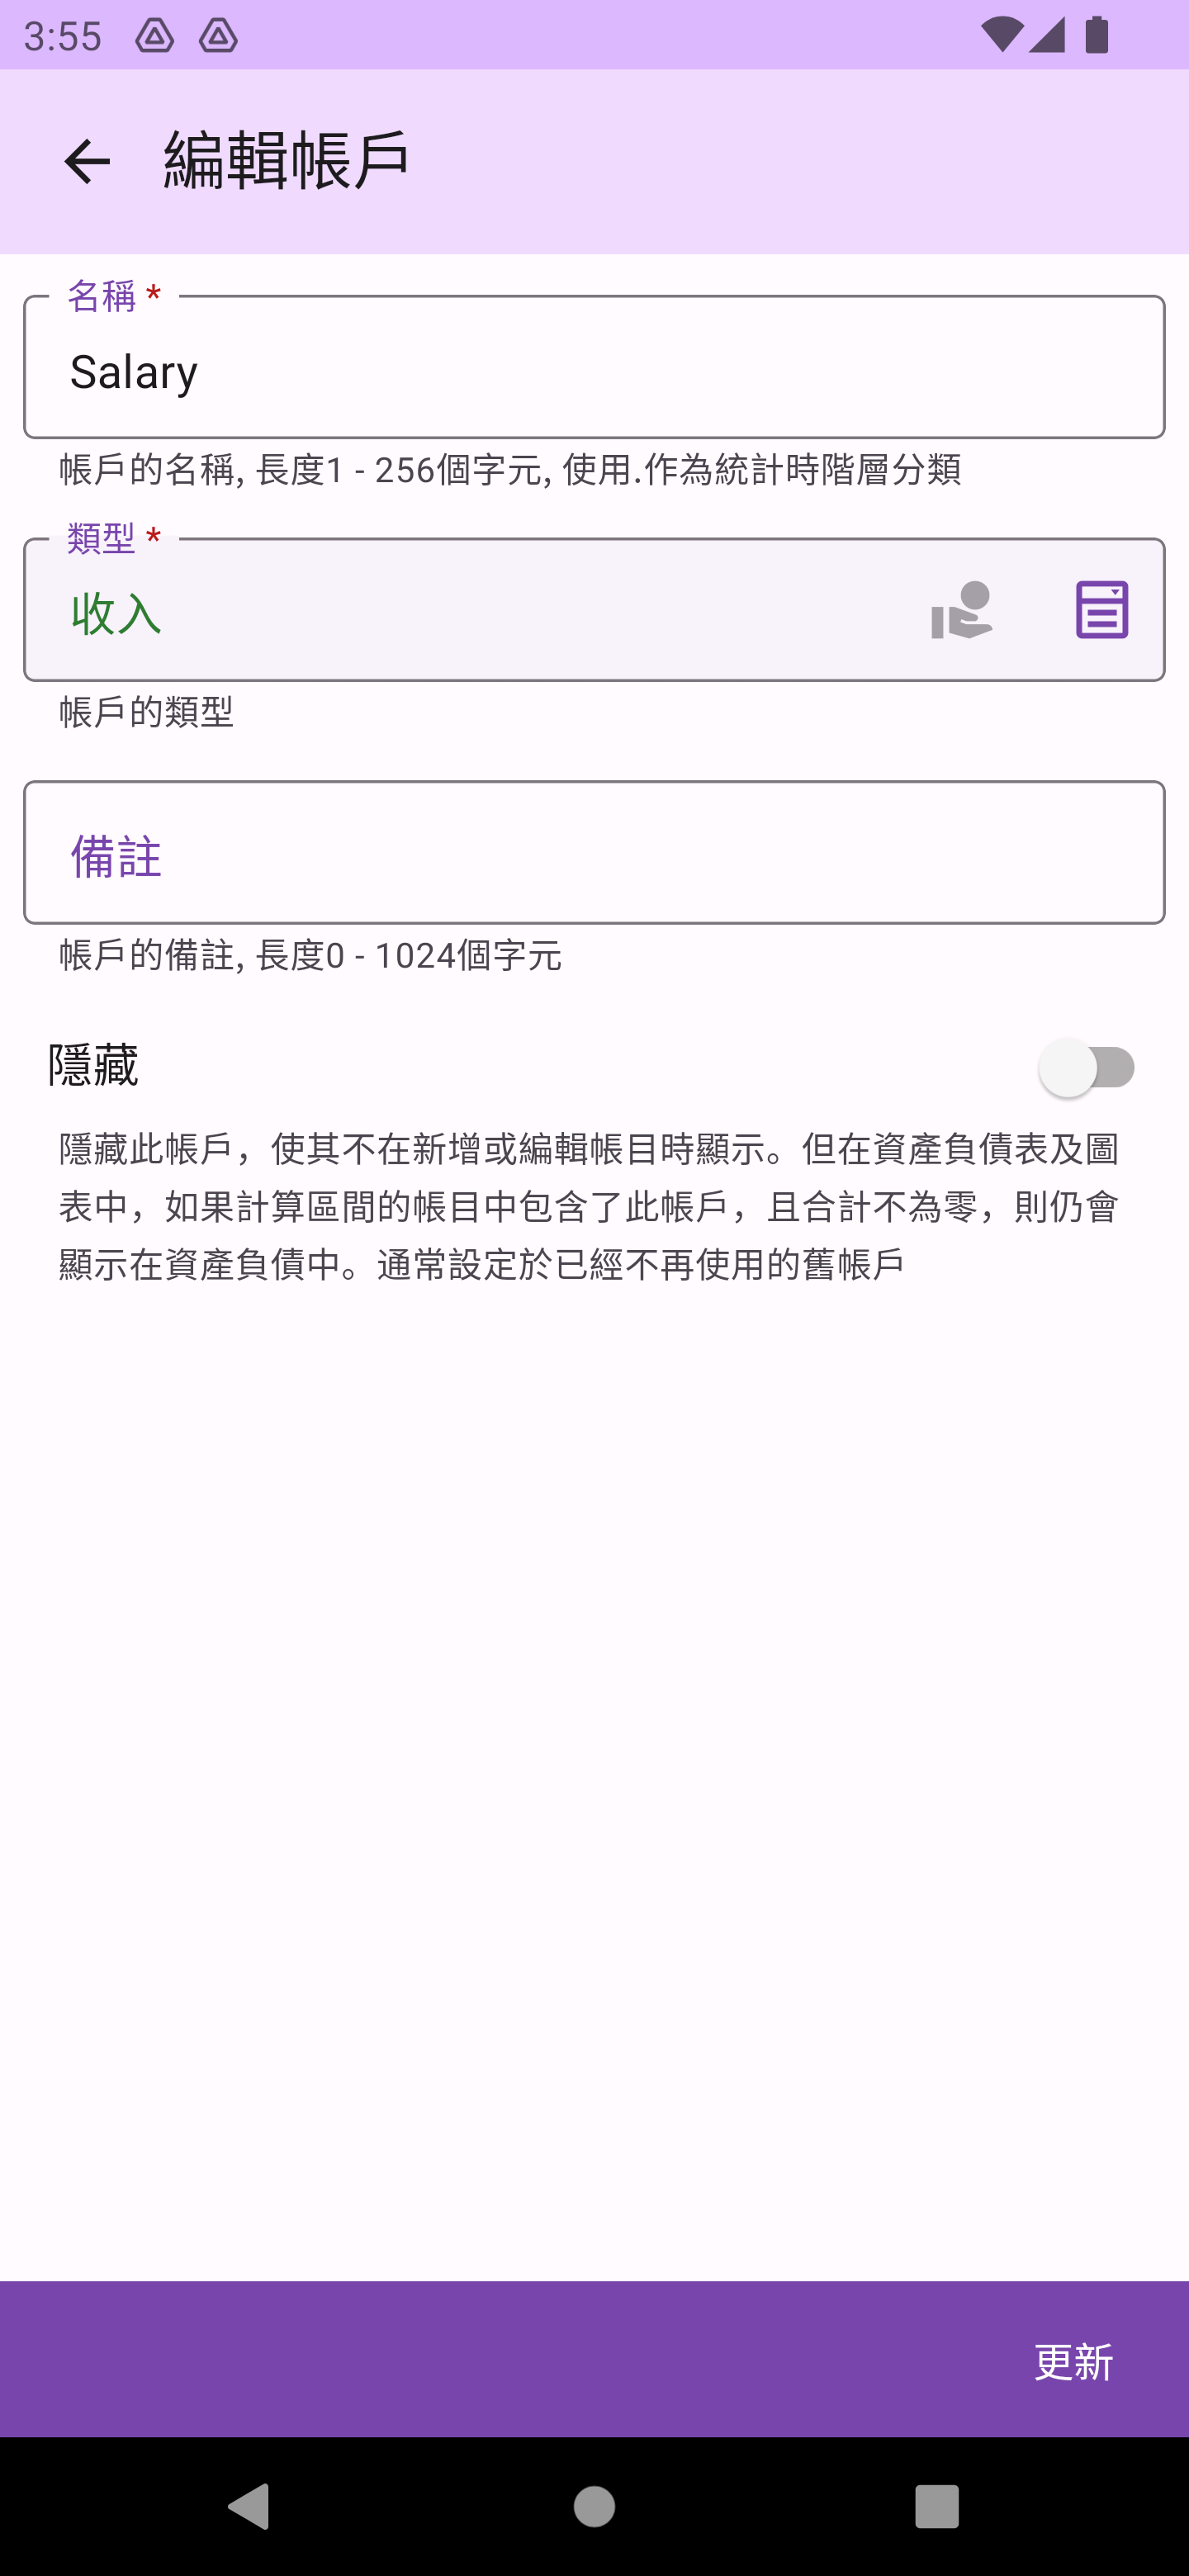 3:55
編輯帳戶
名稱 *
Salary
帳戶的名稱, 長度1 - 256個字元, 使用.作為統計時階層分類
類型 *
收入
帳戶的類型
備註
帳戶的備註, 長度0 - 1024個字元
隱藏
隱藏此帳戶，使其不在新增或編輯帳目時顯示。但在資產負債表及圖
表中，如果計算區間的帳目中包含了此帳戶，且合計不為零，則仍會
顯示在資產負債中。通常設定於已經不再使用的舊帳戶
更新